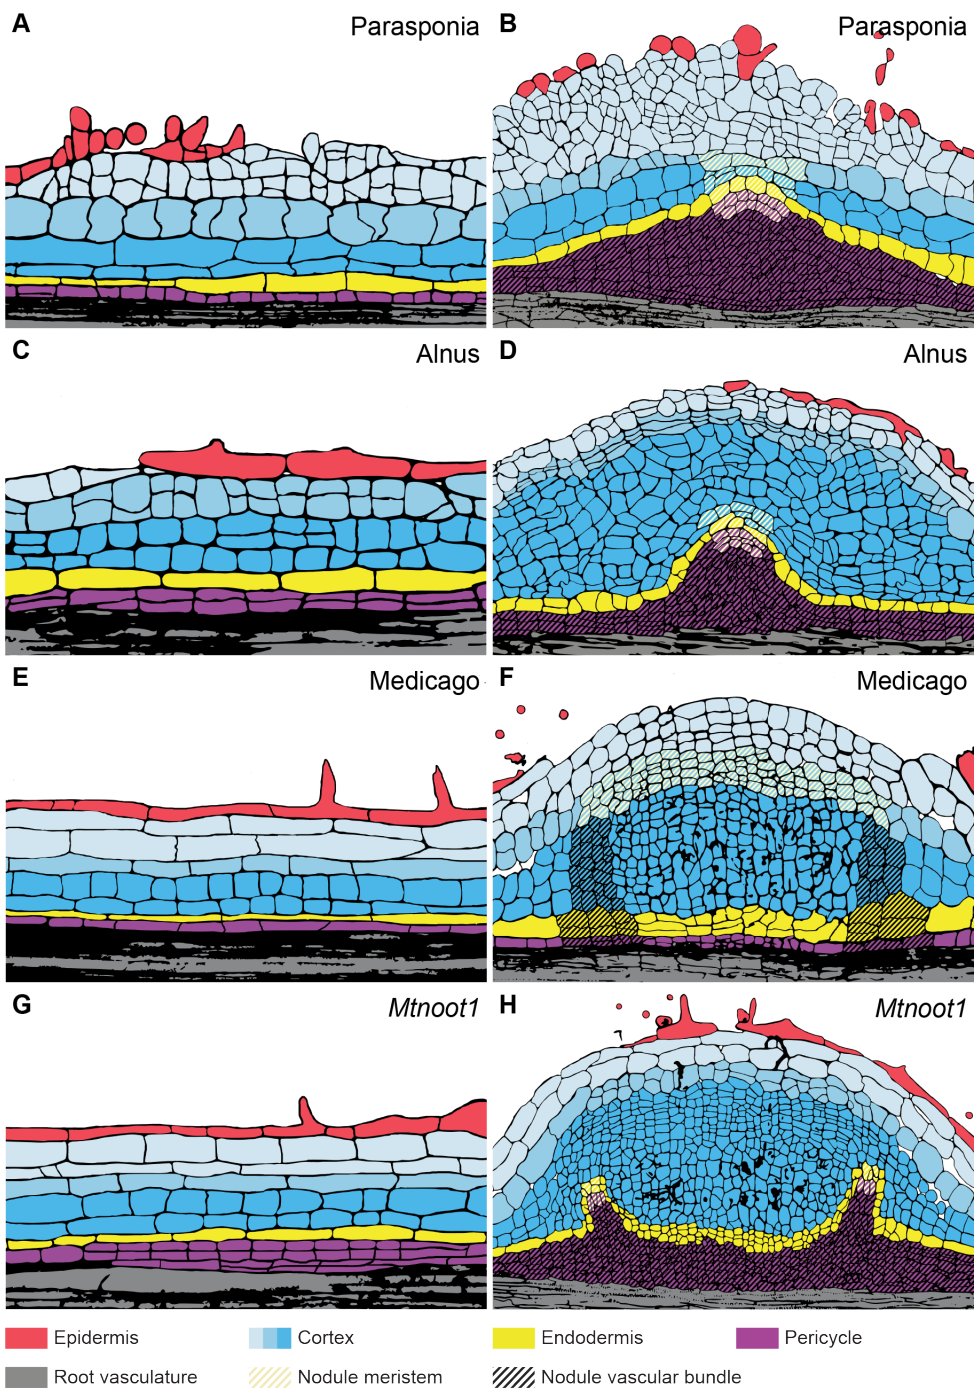 A Parasponia
B Parasponia
C Alnus
D Alnus
E Medicago
F Medicago
G Mtnoot1
H Mtnoot1
Epidermis Cortex Endodermis Pericycle
Root vasculature Nodule meristem Nodule vascular bundle